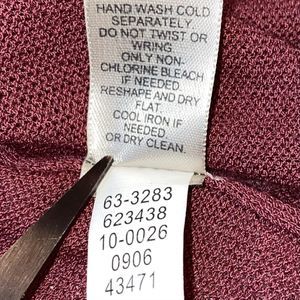 HAND WASH COLD
SEPARATELY.
DO NOT TWIST OR
WRING
ONLY NON-
CHLORINE BLEACH
IF NEEDED.
RESHAPE AND DRY
FLAT.
COOL IRON IF
NEEDED.
OR DRY CLEAN.
63-3283
623438
10-0026
0906
43471